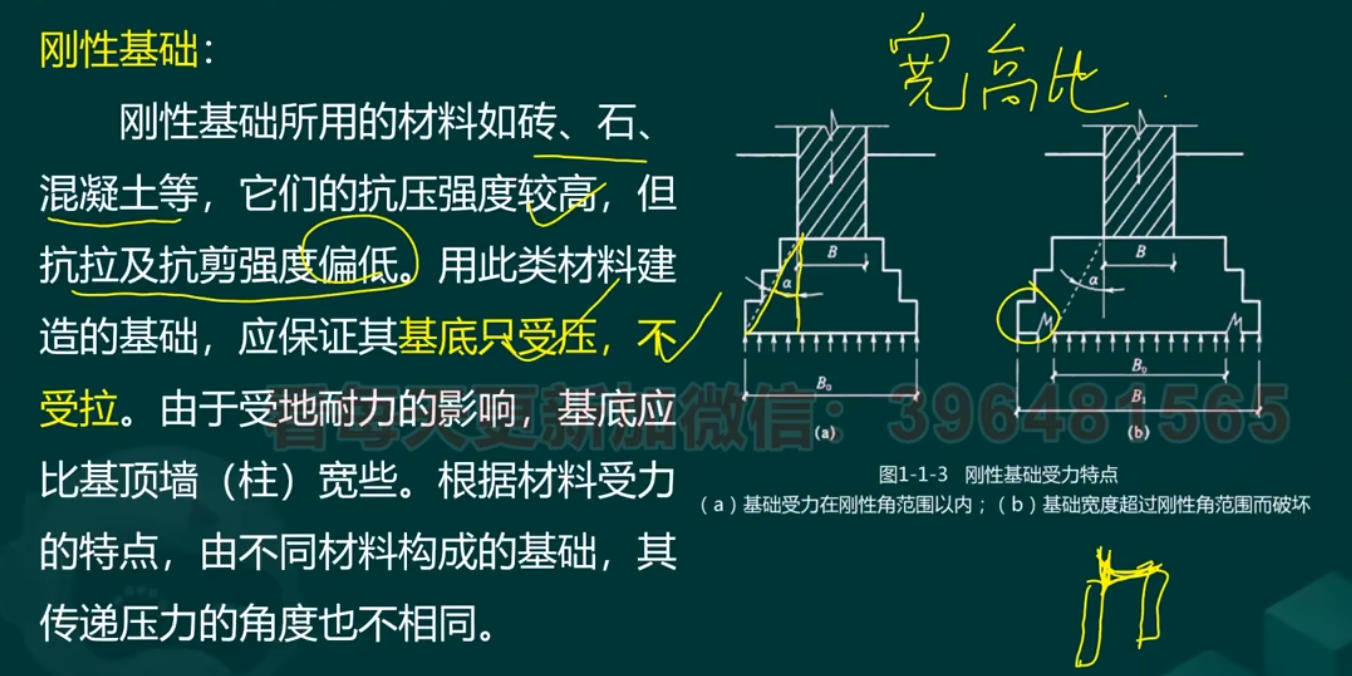 刚性基础：
刚性基础所用的材料如砖、石、
混凝土等，它们的抗压强度较高，但
抗拉及抗剪强度偏低。用此类材料建
造的基础，应保证其基底只受压，不
受拉。由于受地耐力的影响，基底应
比基顶墙（柱）宽些。根据材料受力
的特点，由不同材料构成的基础，其
传递压力的角度也不相同。
宽高比
B
α
B₀
(a)
B
α
B₀
B₁
(b)
看每天更新加微信：396481565
图1-1-3 刚性基础受力特点
（a）基础受力在刚性角范围以内；（b）基础宽度超过刚性角范围而破坏